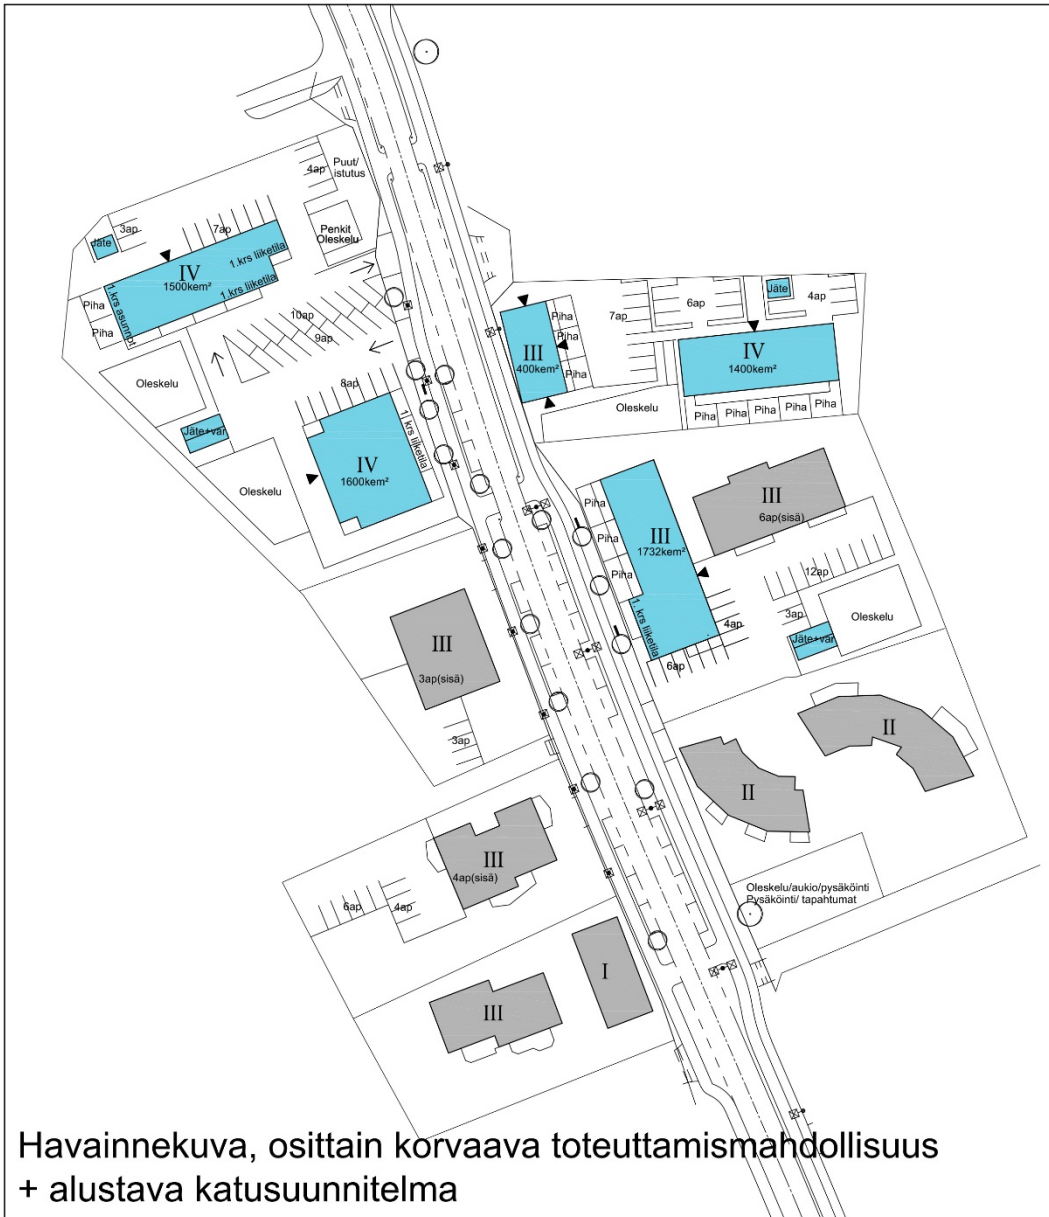 4ap
Puut/
istutus
Jäte
3ap
7ap
Penkit
Oleskelu
IV
1500kem²
1.krs liiketila
1.krs liiketila
1.krs asunnot
Piha
Piha
10ap
9ap
Oleskelu
8ap
Jäte+var
Oleskelu
IV
1600kem²
1.krs liiketila
III
400kem²
Piha
Piha
Piha
7ap
6ap
Jäte
4ap
IV
1400kem²
Oleskelu
Piha
Piha
Piha
Piha
Piha
Piha
Piha
Piha
III
1732kem²
1. krs liiketila
III
6ap(sisä)
12ap
3ap
4ap
6ap
Jäte+var
Oleskelu
III
3ap(sisä)
3ap
II
II
III
4ap(sisä)
6ap
4ap
Oleskelu/aukio/pysäköinti
Pysäköinti/ tapahtumat
I
III
Havainnekuva, osittain korvaava toteuttamismahdollisuus
+ alustava katusuunnitelma